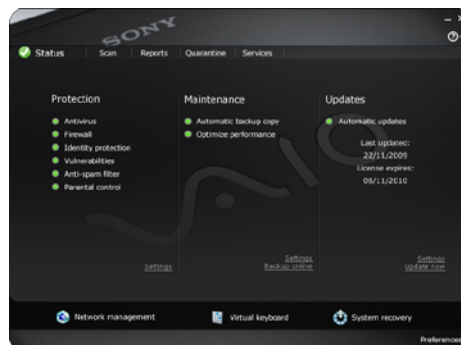 SONY
Status
Scan
Reports
Quarantine
Services
Protection
Antivirus
Firewall
Identity protection
Vulnerabilities
Anti-spam filter
Parental control
Settings
Maintenance
Automatic backup copy
Optimize performance
Settings
Backup online
Updates
Automatic updates
Last updated:
22/11/2009
License expires:
06/11/2010
Settings
Update now
VAIO
Network management
Virtual keyboard
System recovery
Preferences